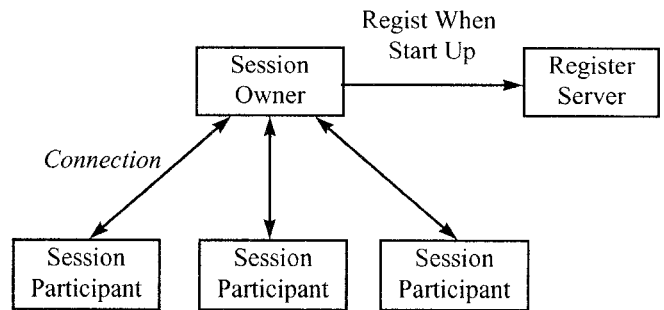 Regist When
Start Up
Session
Owner
Register
Server
Connection
Session
Participant
Session
Participant
Session
Participant